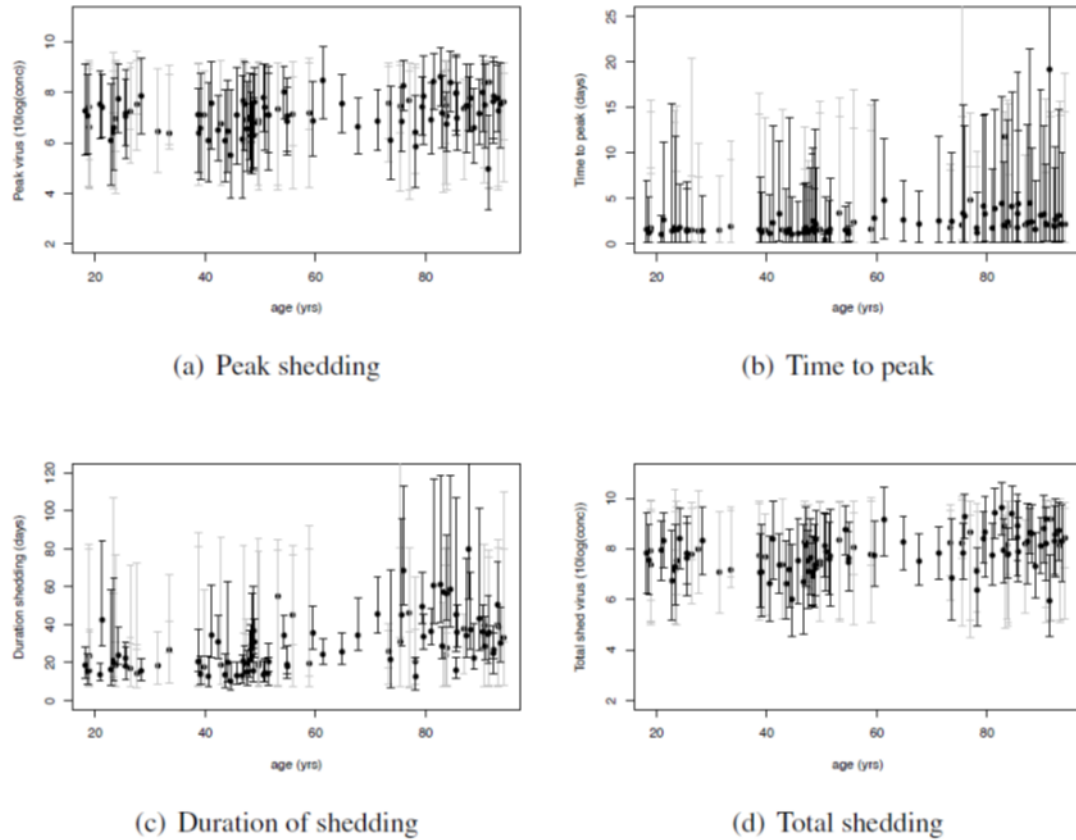 Peak virus (10log(conc))
2 4 6 8 10
20 40 60 80
age (yrs)
(a) Peak shedding
Time to peak (days)
0 5 10 15 20 25
20 40 60 80
age (yrs)
(b) Time to peak
Duration shedding (days)
0 20 40 60 80 100 120
20 40 60 80
age (yrs)
(c) Duration of shedding
Total shed virus (10log(conc))
2 4 6 8 10
20 40 60 80
age (yrs)
(d) Total shedding